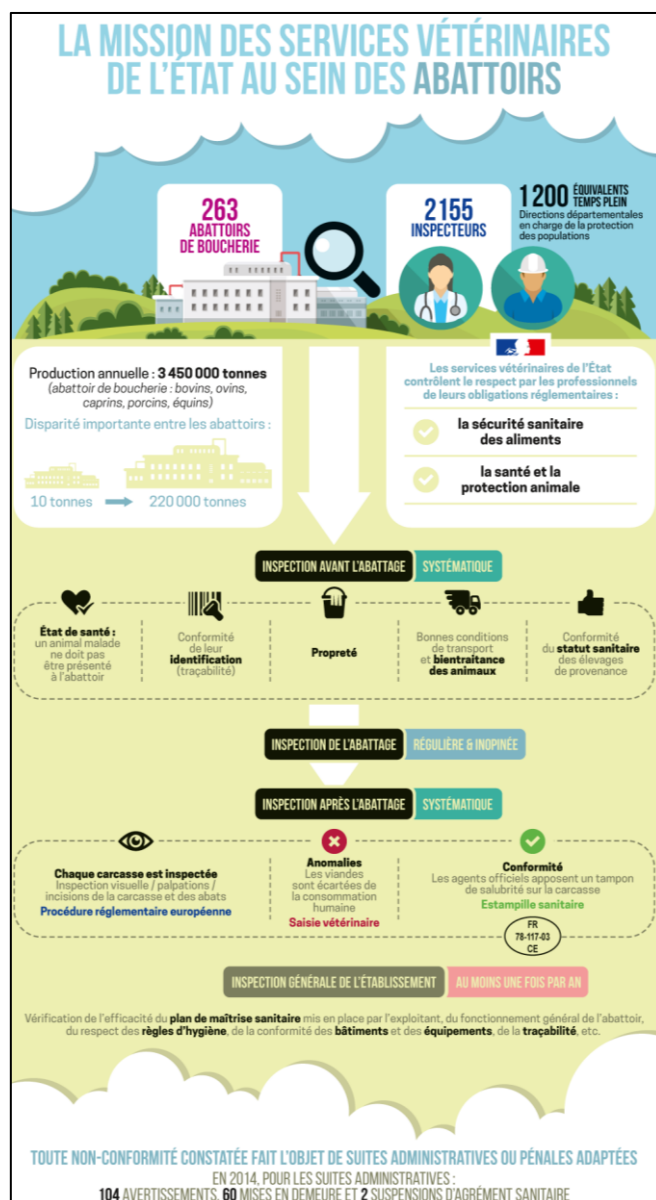 LA MISSION DES SERVICES VÉTÉRINAIRES
DE L'ÉTAT AU SEIN DES ABATTOIRS
263
ABATTOIRS
DE BOUCHERIE
2155
INSPECTEURS
1200 ÉQUIVALENTS
TEMPS PLEIN
Directions départementales
en charge de la protection
des populations
Production annuelle : 3 450 000 tonnes
(abattoir de boucherie : bovins, ovins,
caprins, porcins, équins)
Disparité importante entre les abattoirs :
10 tonnes
220 000 tonnes
Les services vétérinaires de l'État
contrôlent le respect par les professionnels
de leurs obligations réglementaires :
la sécurité sanitaire
des aliments
la santé et la
protection animale
INSPECTION AVANT L'ABATTAGE SYSTÉMATIQUE
État de santé :
un animal malade
ne doit pas
être présenté
à l'abattoir
Conformité
de leur
identification
(traçabilité)
Propreté
Bonnes conditions
de transport
et bientraitance
des animaux
Conformité
du statut sanitaire
des élevages
de provenance
INSPECTION DE L'ABATTAGE RÉGULIÈRE & INOPINÉE
INSPECTION APRÈS L'ABATTAGE SYSTÉMATIQUE
Chaque carcasse est inspectée
Inspection visuelle / palpations /
incisions de la carcasse et des abats
Procédure réglementaire européenne
Anomalies
Les viandes
sont écartées de
la consommation
humaine
Saisie vétérinaire
Conformité
Les agents officiels apposent un tampon
de salubrité sur la carcasse
Estampille sanitaire
FR
78-117-03
CE
INSPECTION GÉNÉRALE DE L'ÉTABLISSEMENT AU MOINS UNE FOIS PAR AN
Vérification de l'efficacité du plan de maîtrise sanitaire mis en place par l'exploitant, du fonctionnement général de l'abattoir,
du respect des règles d'hygiène, de la conformité des bâtiments et des équipements, de la traçabilité, etc.
TOUTE NON-CONFORMITÉ CONSTATÉE FAIT L'OBJET DE SUITES ADMINISTRATIVES OU PÉNALES ADAPTÉES
EN 2014, POUR LES SUITES ADMINISTRATIVES :
104 AVERTISSEMENTS, 60 MISES EN DEMEURE ET 2 SUSPENSIONS D'AGRÉMENT SANITAIRE